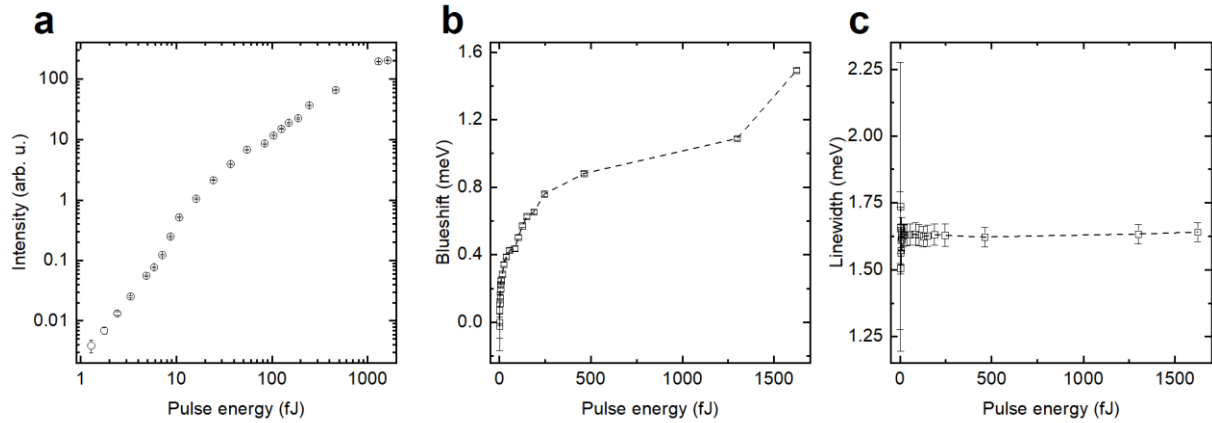 a
b
c
100
10
1
0.1
0.01
Intensity (arb. u.)
1 10 100 1000
Pulse energy (fJ)
1.6
1.2
0.8
0.4
0.0
Blueshift (meV)
0 500 1000 1500
Pulse energy (fJ)
2.25
2.00
1.75
1.50
1.25
Linewidth (meV)
0 500 1000 1500
Pulse energy (fJ)